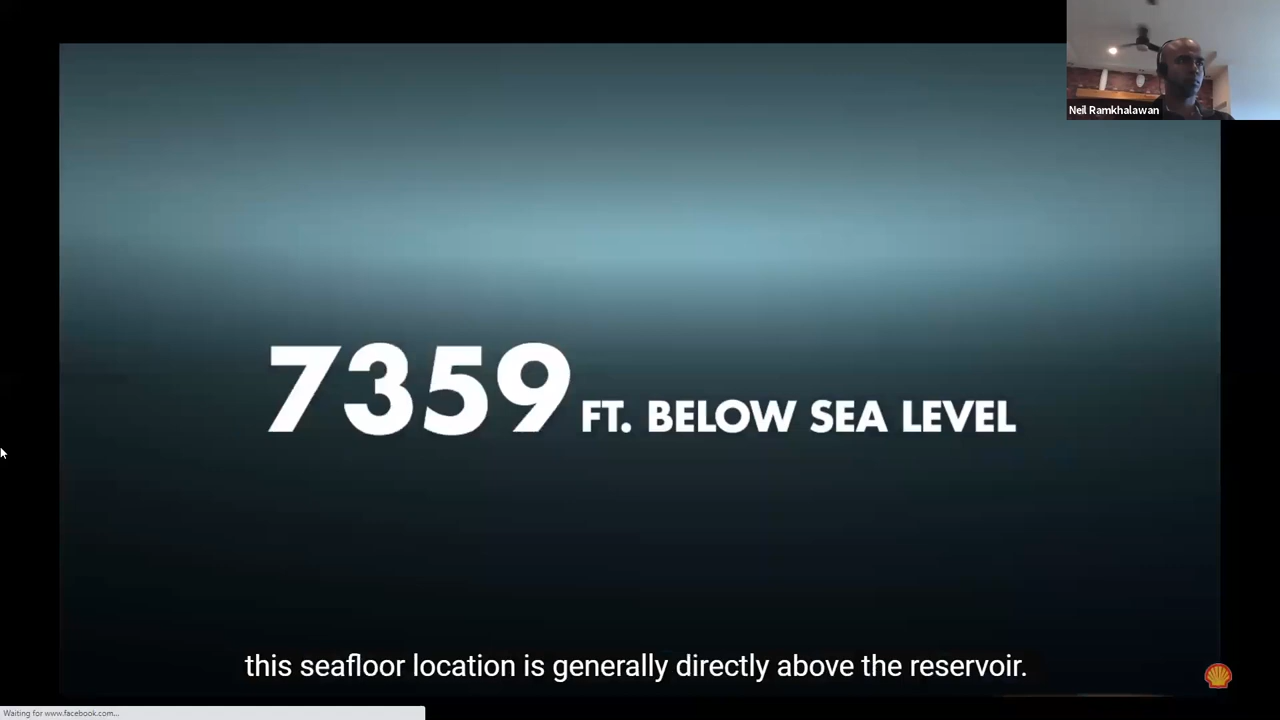 Neil Ramkhalawan
7359 FT. BELOW SEA LEVEL
this seafloor location is generally directly above the reservoir.
Waiting for www.facebook.com...